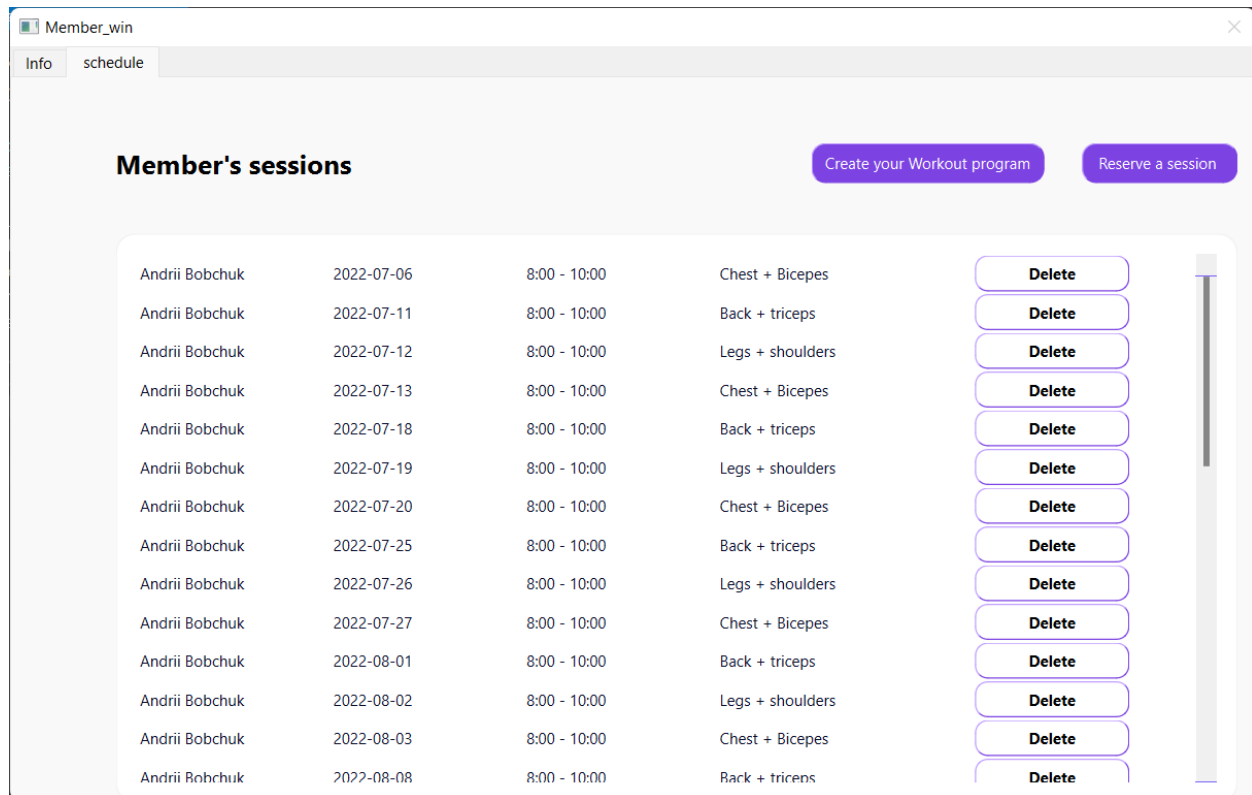 Member_win
Info schedule
Member's sessions Create your Workout program Reserve a session
Andrii Bobchuk 2022-07-06 8:00 - 10:00 Chest + Bicepes Delete
Andrii Bobchuk 2022-07-11 8:00 - 10:00 Back + triceps Delete
Andrii Bobchuk 2022-07-12 8:00 - 10:00 Legs + shoulders Delete
Andrii Bobchuk 2022-07-13 8:00 - 10:00 Chest + Bicepes Delete
Andrii Bobchuk 2022-07-18 8:00 - 10:00 Back + triceps Delete
Andrii Bobchuk 2022-07-19 8:00 - 10:00 Legs + shoulders Delete
Andrii Bobchuk 2022-07-20 8:00 - 10:00 Chest + Bicepes Delete
Andrii Bobchuk 2022-07-25 8:00 - 10:00 Back + triceps Delete
Andrii Bobchuk 2022-07-26 8:00 - 10:00 Legs + shoulders Delete
Andrii Bobchuk 2022-07-27 8:00 - 10:00 Chest + Bicepes Delete
Andrii Bobchuk 2022-08-01 8:00 - 10:00 Back + triceps Delete
Andrii Bobchuk 2022-08-02 8:00 - 10:00 Legs + shoulders Delete
Andrii Bobchuk 2022-08-03 8:00 - 10:00 Chest + Bicepes Delete
Andrii Bobchuk 2022-08-08 8:00 - 10:00 Back + triceps Delete